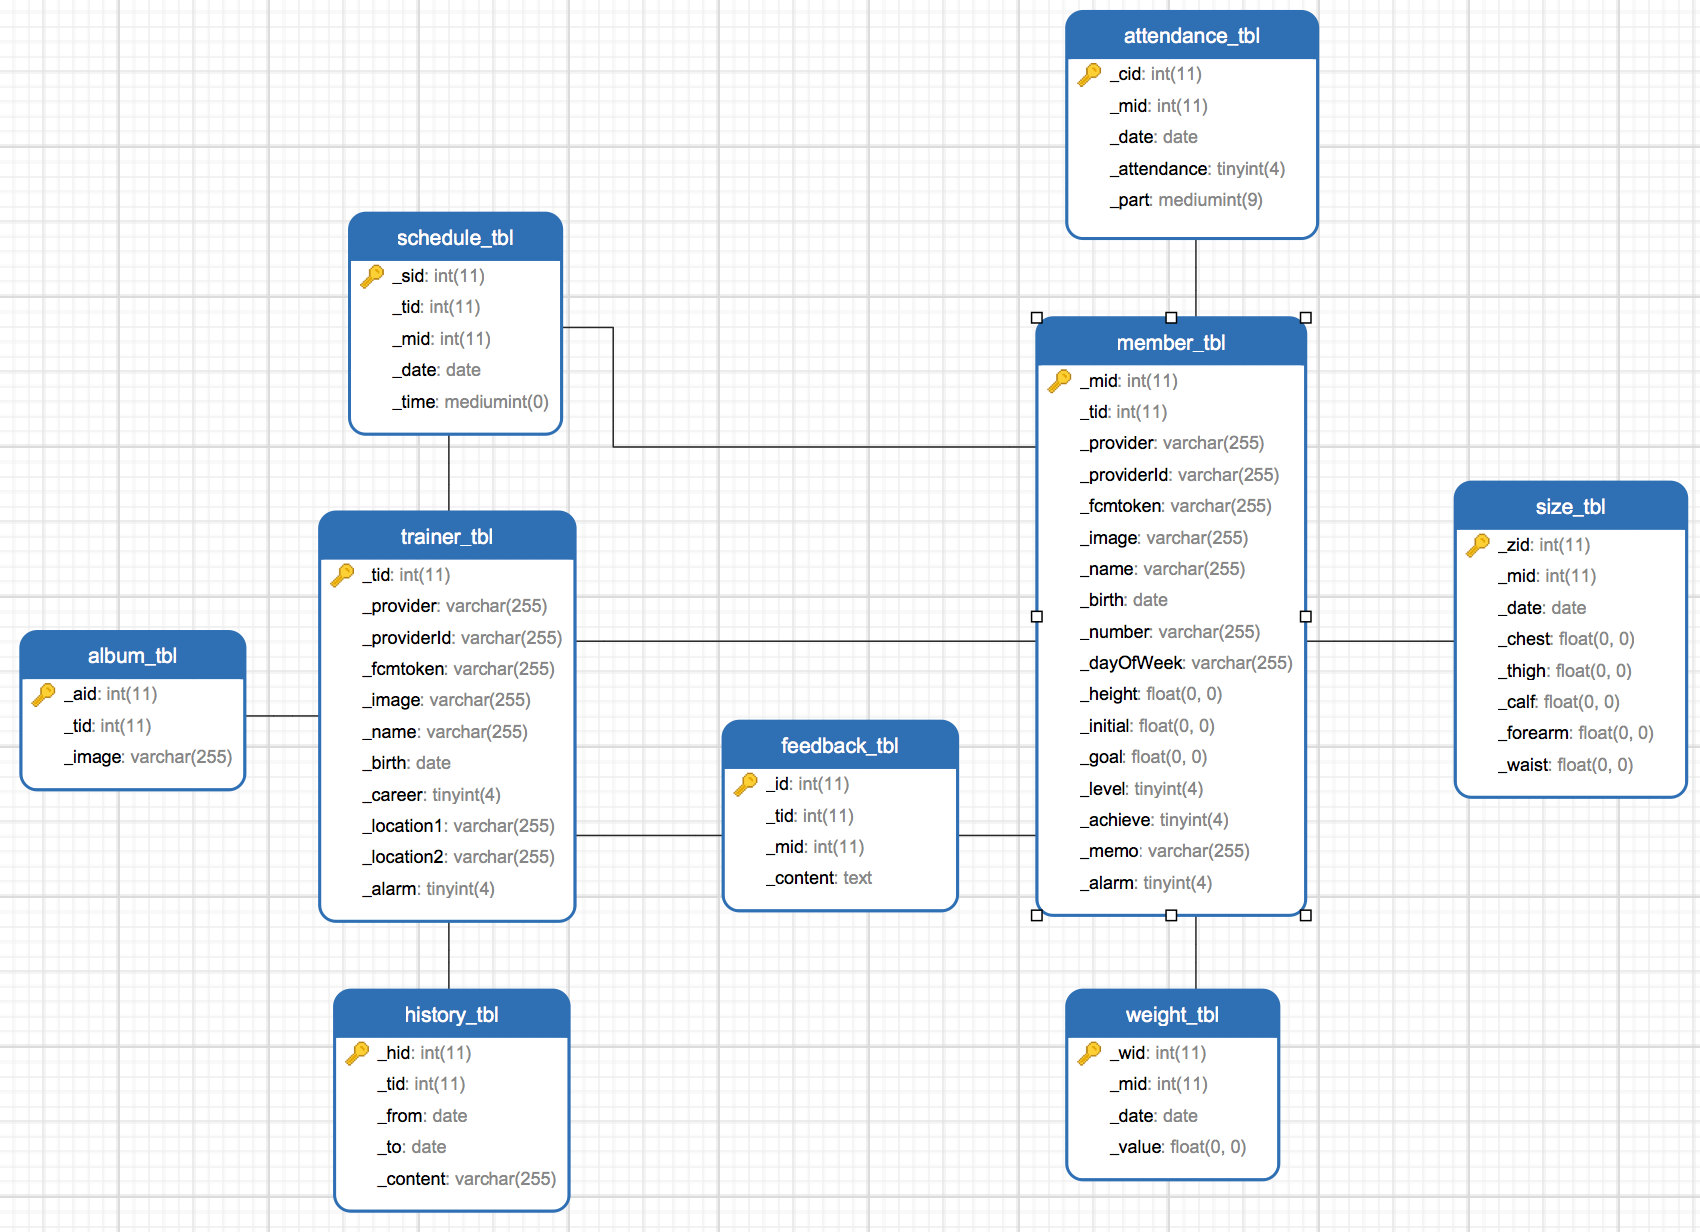 attendance_tbl
_cid: int(11)
_mid: int(11)
_date: date
_attendance: tinyint(4)
_part: mediumint(9)
schedule_tbl
_sid: int(11)
_tid: int(11)
_mid: int(11)
_date: date
_time: mediumint(0)
member_tbl
_mid: int(11)
_tid: int(11)
_provider: varchar(255)
_providerId: varchar(255)
_fcmtoken: varchar(255)
_image: varchar(255)
_name: varchar(255)
_birth: date
_number: varchar(255)
_dayOfWeek: varchar(255)
_height: float(0, 0)
_initial: float(0, 0)
_goal: float(0, 0)
_level: tinyint(4)
_achieve: tinyint(4)
_memo: varchar(255)
_alarm: tinyint(4)
size_tbl
_zid: int(11)
_mid: int(11)
_date: date
_chest: float(0, 0)
_thigh: float(0, 0)
_calf: float(0, 0)
_forearm: float(0, 0)
_waist: float(0, 0)
trainer_tbl
_tid: int(11)
_provider: varchar(255)
_providerId: varchar(255)
_fcmtoken: varchar(255)
_image: varchar(255)
_name: varchar(255)
_birth: date
_career: tinyint(4)
_location1: varchar(255)
_location2: varchar(255)
_alarm: tinyint(4)
album_tbl
_aid: int(11)
_tid: int(11)
_image: varchar(255)
feedback_tbl
_id: int(11)
_tid: int(11)
_mid: int(11)
_content: text
history_tbl
_hid: int(11)
_tid: int(11)
_from: date
_to: date
_content: varchar(255)
weight_tbl
_wid: int(11)
_mid: int(11)
_date: date
_value: float(0, 0)